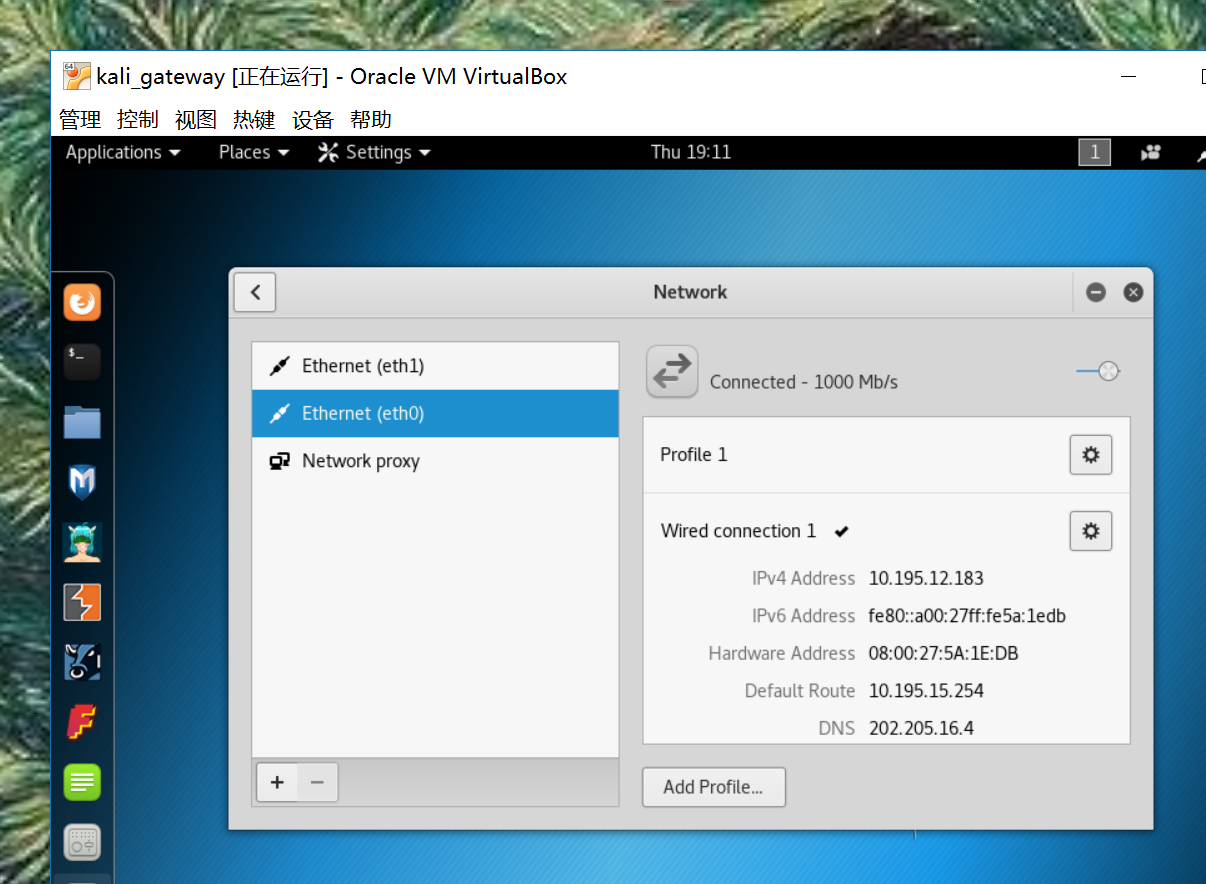 kali_gateway [正在运行] - Oracle VM VirtualBox
管理 控制 视图 热键 设备 帮助
Applications Places Settings Thu 19:11 1
Network
Ethernet (eth1)
Ethernet (eth0)
Network proxy
Connected - 1000 Mb/s
Profile 1
Wired connection 1
IPv4 Address 10.195.12.183
IPv6 Address fe80::a00:27ff:fe5a:1edb
Hardware Address 08:00:27:5A:1E:DB
Default Route 10.195.15.254
DNS 202.205.16.4
Add Profile...